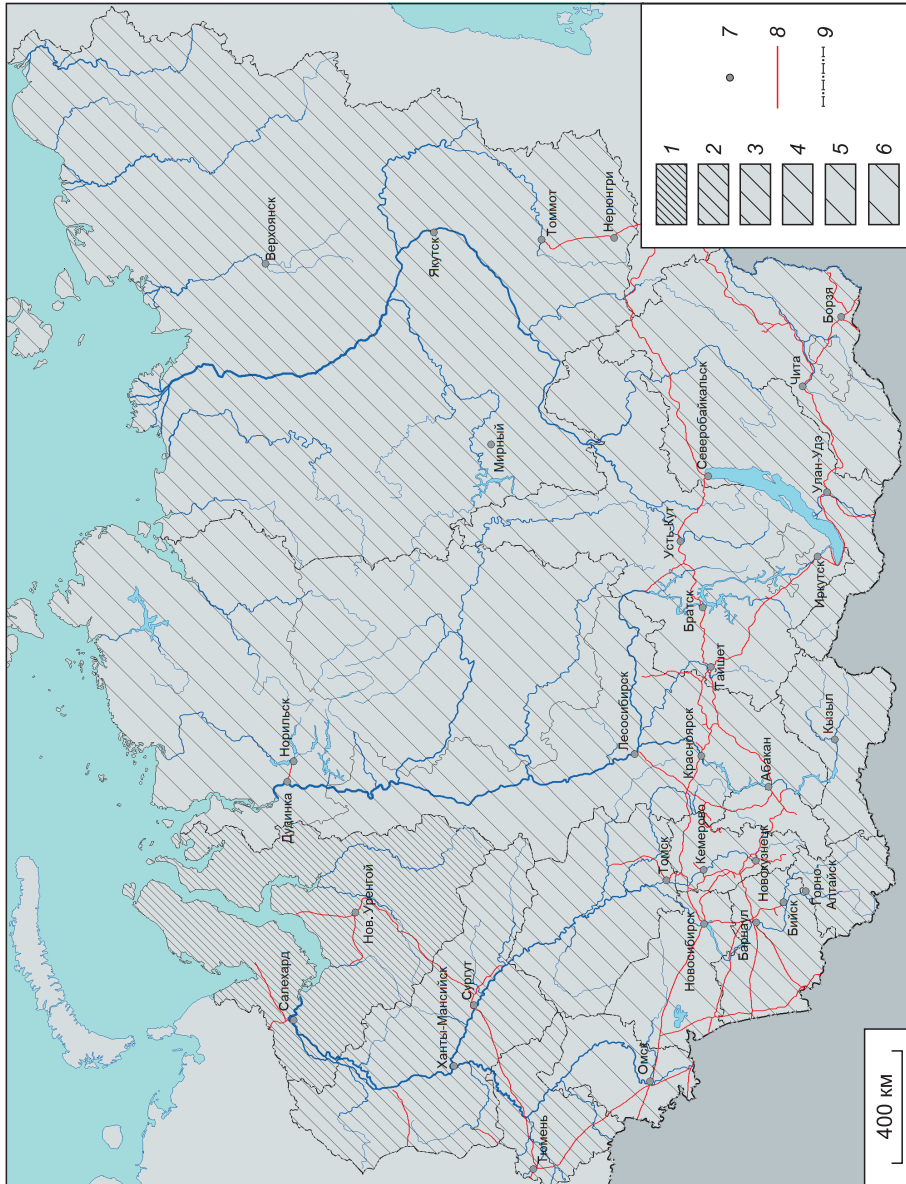 Верхоянск
Якутск
Томмот
Нерюнгри
Мирный
Северобайкальск
Чита
Борзя
Улан-Удэ
Усть-Кут
Иркутск
Братск
Тайшет
Норильск
Дудинка
Лесосибирск
Красноярск
Абакан
Кызыл
Кемерово
Томск
Новокузнецк
Горно-
Алтайск
Бийск
Барнаул
Новосибирск
Нов. Уренгой
Салехард
Сургут
Ханты-Мансийск
Омск
Тюмень
1
2
3
4
5
6
7
8
9
400 км